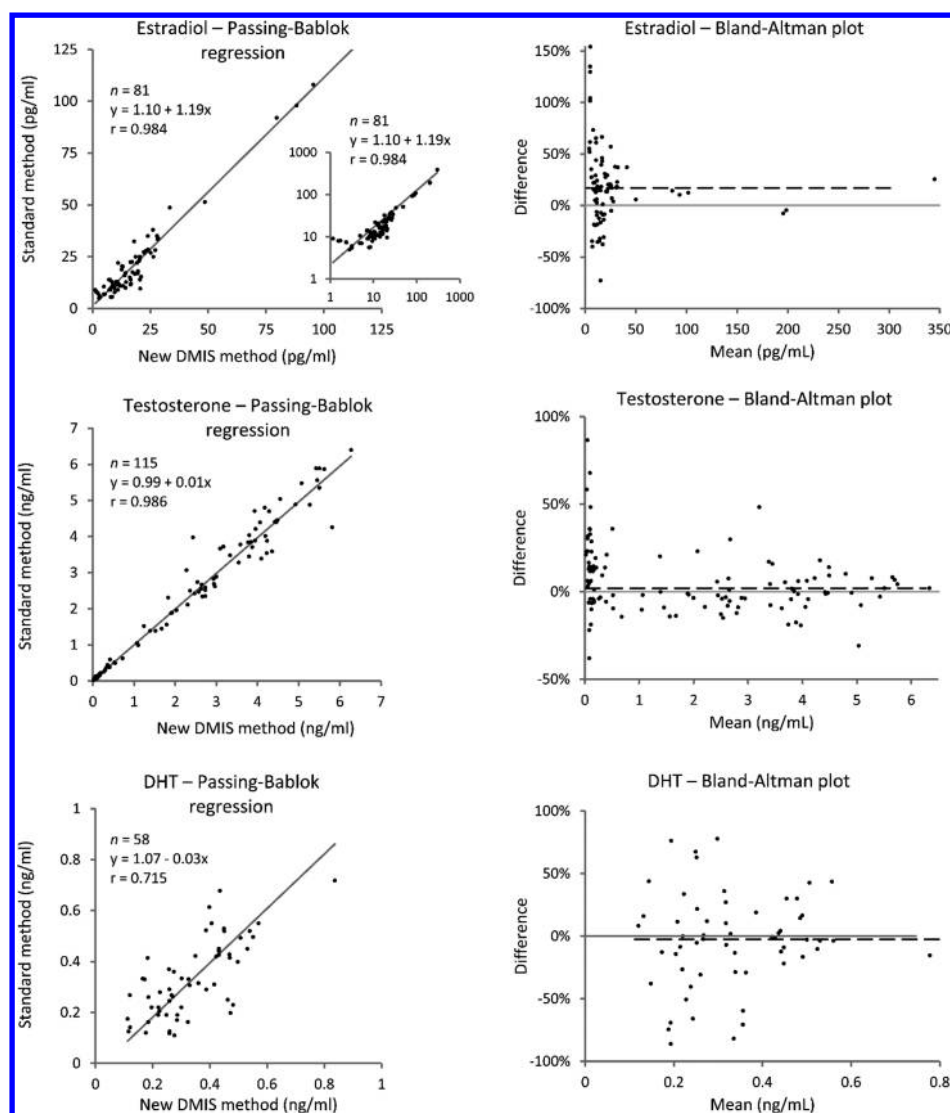 Estradiol – Passing-Bablok
regression
125
100
75
50
25
0
Standard method (pg/ml)
n = 81
y = 1.10 + 1.19x
r = 0.984
n = 81
y = 1.10 + 1.19x
r = 0.984
1000
100
10
1
1 10 100 1000
0 25 50 75 100 125
New DMIS method (pg/ml)
Estradiol – Bland-Altman plot
150%
100%
50%
0%
-50%
-100%
Difference
0 50 100 150 200 250 300 350
Mean (pg/mL)
Testosterone – Passing-Bablok
regression
7
6
5
4
3
2
1
0
Standard method (ng/ml)
n = 115
y = 0.99 + 0.01x
r = 0.986
0 1 2 3 4 5 6 7
New DMIS method (ng/ml)
Testosterone – Bland-Altman plot
100%
50%
0%
-50%
Difference
0 1 2 3 4 5 6
Mean (ng/mL)
DHT – Passing-Bablok
regression
1
0.8
0.6
0.4
0.2
0
Standard method (ng/ml)
n = 58
y = 1.07 - 0.03x
r = 0.715
0 0.2 0.4 0.6 0.8 1
New DMIS method (ng/ml)
DHT – Bland-Altman plot
100%
50%
0%
-50%
-100%
Difference
0 0.2 0.4 0.6 0.8
Mean (ng/mL)